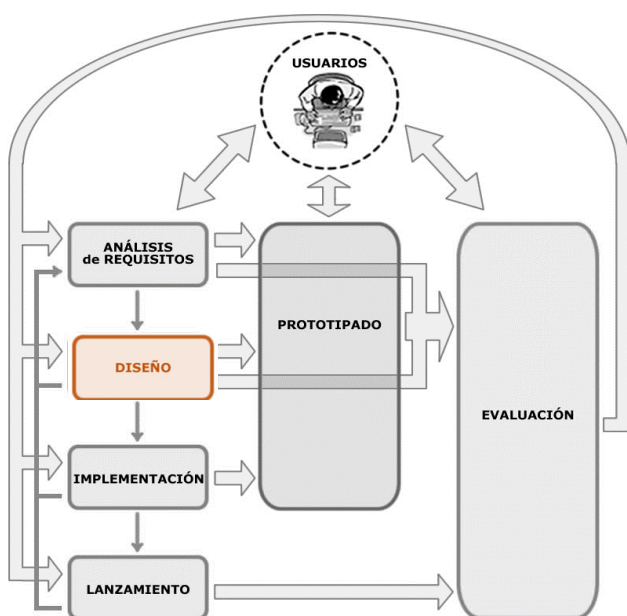 USUARIOS
ANÁLISIS
de REQUISITOS
PROTOTIPADO
DISEÑO
EVALUACIÓN
IMPLEMENTACIÓN
LANZAMIENTO